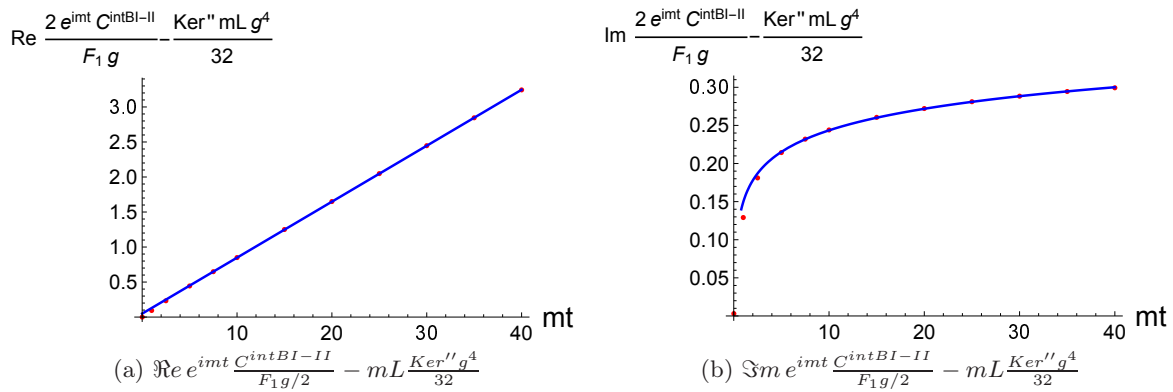 Re 2 e^imt C^intBI-II / F₁ g − Ker'' mL g⁴ / 32
3.0
2.5
2.0
1.5
1.0
0.5
10 20 30 40 mt
(a) ℜe e^{imt} C^{intBI−II} / F₁g/2 − mL Ker''g⁴ / 32
Im 2 e^imt C^intBI-II / F₁ g − Ker'' mL g⁴ / 32
0.30
0.25
0.20
0.15
0.10
0.05
10 20 30 40 mt
(b) ℑm e^{imt} C^{intBI−II} / F₁g/2 − mL Ker''g⁴ / 32